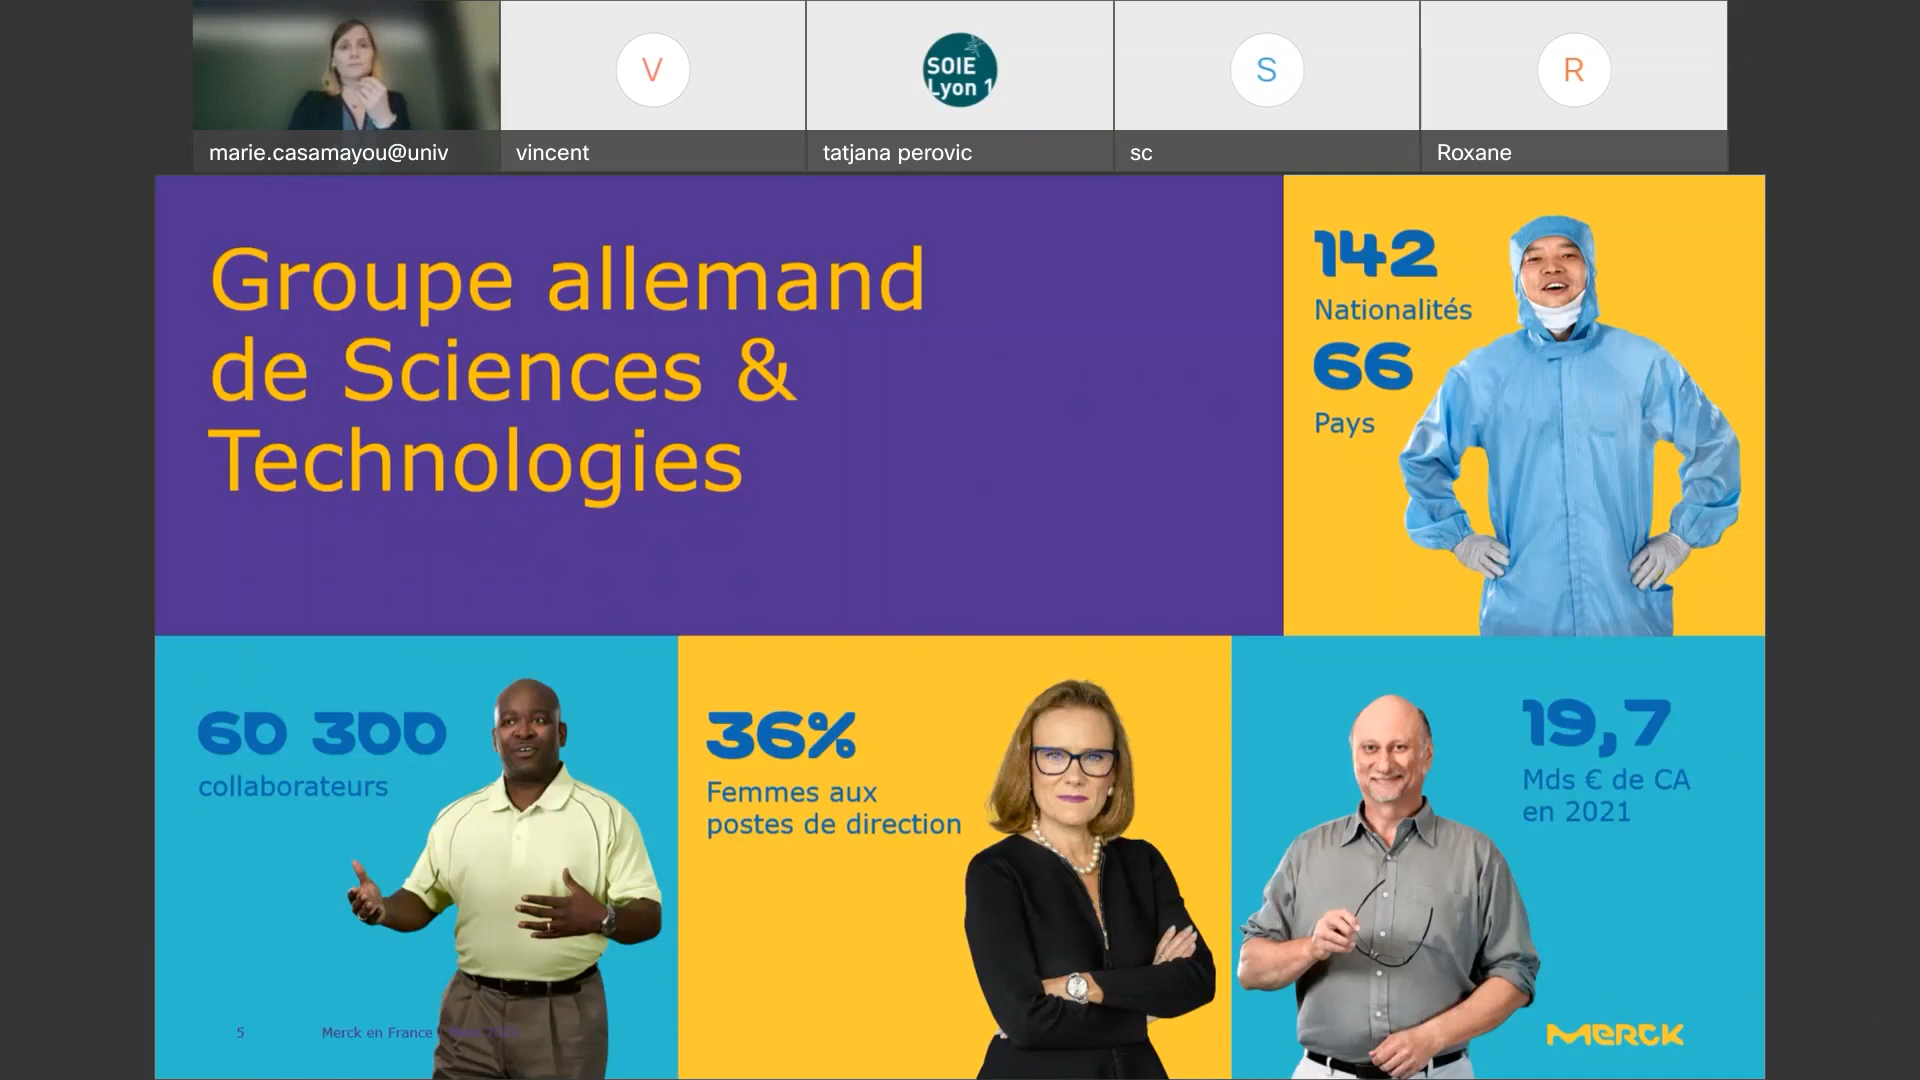 V
SOIE
Lyon 1
S
R
marie.casamayou@univ
vincent
tatjana perovic
sc
Roxane
Groupe allemand
de Sciences &
Technologies
142
Nationalités
66
Pays
60 300
collaborateurs
36%
Femmes aux
postes de direction
19,7
Mds € de CA
en 2021
5
Merck en France
MERCK